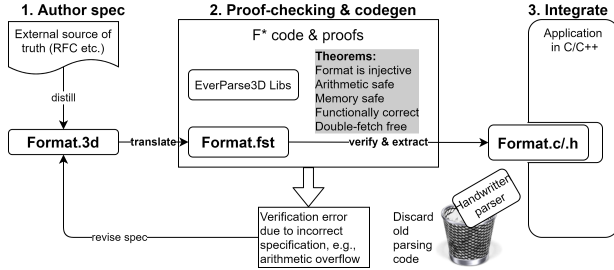 1. Author spec
2. Proof-checking & codegen
3. Integrate
External source of
truth (RFC etc.)
distill
Format.3d
translate
F* code & proofs
EverParse3D Libs
Theorems:
Format is injective
Arithmetic safe
Memory safe
Functionally correct
Double-fetch free
Format.fst
verify & extract
Application
in C/C++
Format.c/.h
Verification error
due to incorrect
specification, e.g.,
arithmetic overflow
revise spec
Discard
old
parsing
code
Handwritten
parser